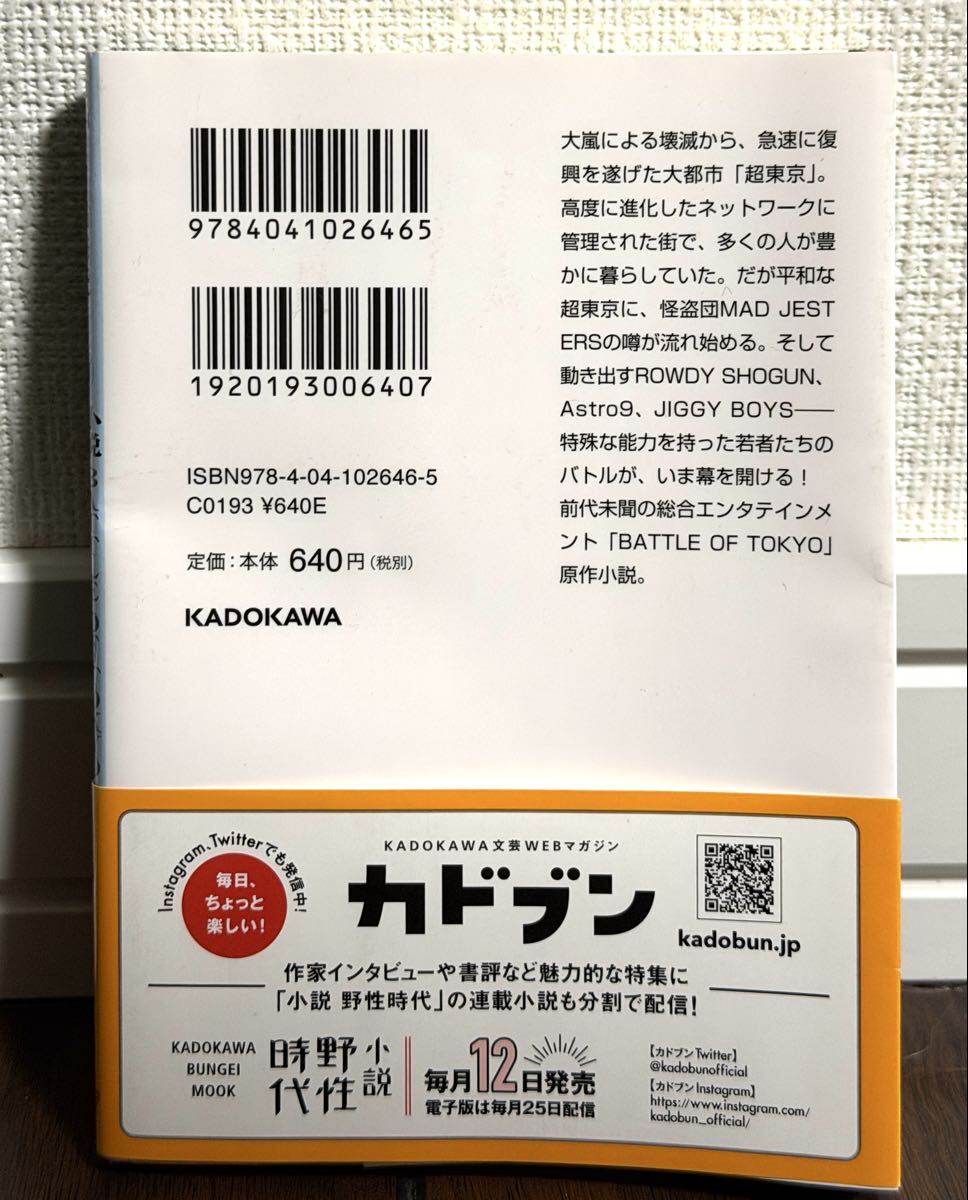 9784041026465
1920193006407
ISBN978-4-04-102646-5
C0193 ¥640E
定価：本体 640円（税別）
KADOKAWA
大嵐による壊滅から、急速に復
興を遂げた大都市「超東京」。
高度に進化したネットワークに
管理された街で、多くの人が豊
かに暮らしていた。だが平和な
超東京に、怪盗団MAD JEST
ERSの噂が流れ始める。そして
動き出すROWDY SHOGUN、
Astro9、JIGGY BOYS――
特殊な能力を持った若者たちの
バトルが、いま幕を開ける！
前代未聞の総合エンタテインメ
ント「BATTLE OF TOKYO」
原作小説。
Instagram、Twitterでも発信中！
毎日、
ちょっと
楽しい！
KADOKAWA文芸WEBマガジン
カドブン
kadobun.jp
作家インタビューや書評など魅力的な特集に
「小説 野性時代」の連載小説も分割で配信！
KADOKAWA
BUNGEI
MOOK
小説
野性
時代
毎月12日発売
電子版は毎月25日配信
【カドブンTwitter】
@kadobunofficial
【カドブンInstagram】
https://www.instagram.com/
kadobun_official/